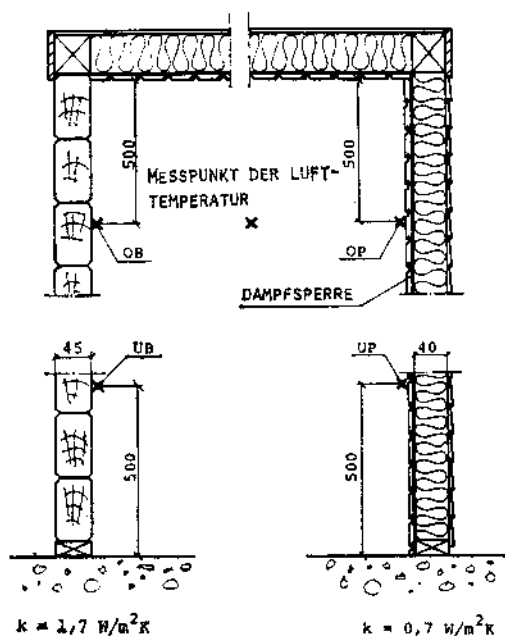 500
500
MESSPUNKT DER LUFT-
TEMPERATUR
OB
OP
DAMPFSPERRE
45
UB
UP
40
500
500
k = 1,7 W/m²K
k = 0,7 W/m²K